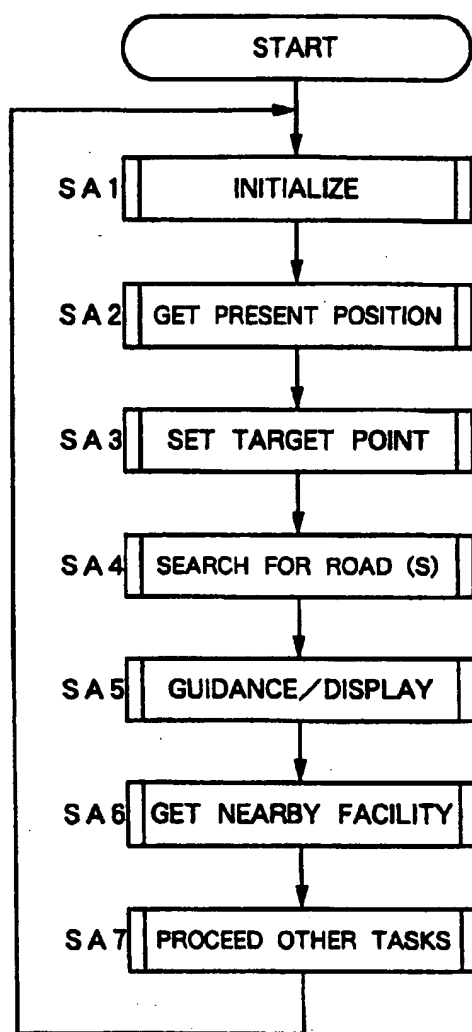 START
SA1 INITIALIZE
SA2 GET PRESENT POSITION
SA3 SET TARGET POINT
SA4 SEARCH FOR ROAD (S)
SA5 GUIDANCE/DISPLAY
SA6 GET NEARBY FACILITY
SA7 PROCEED OTHER TASKS